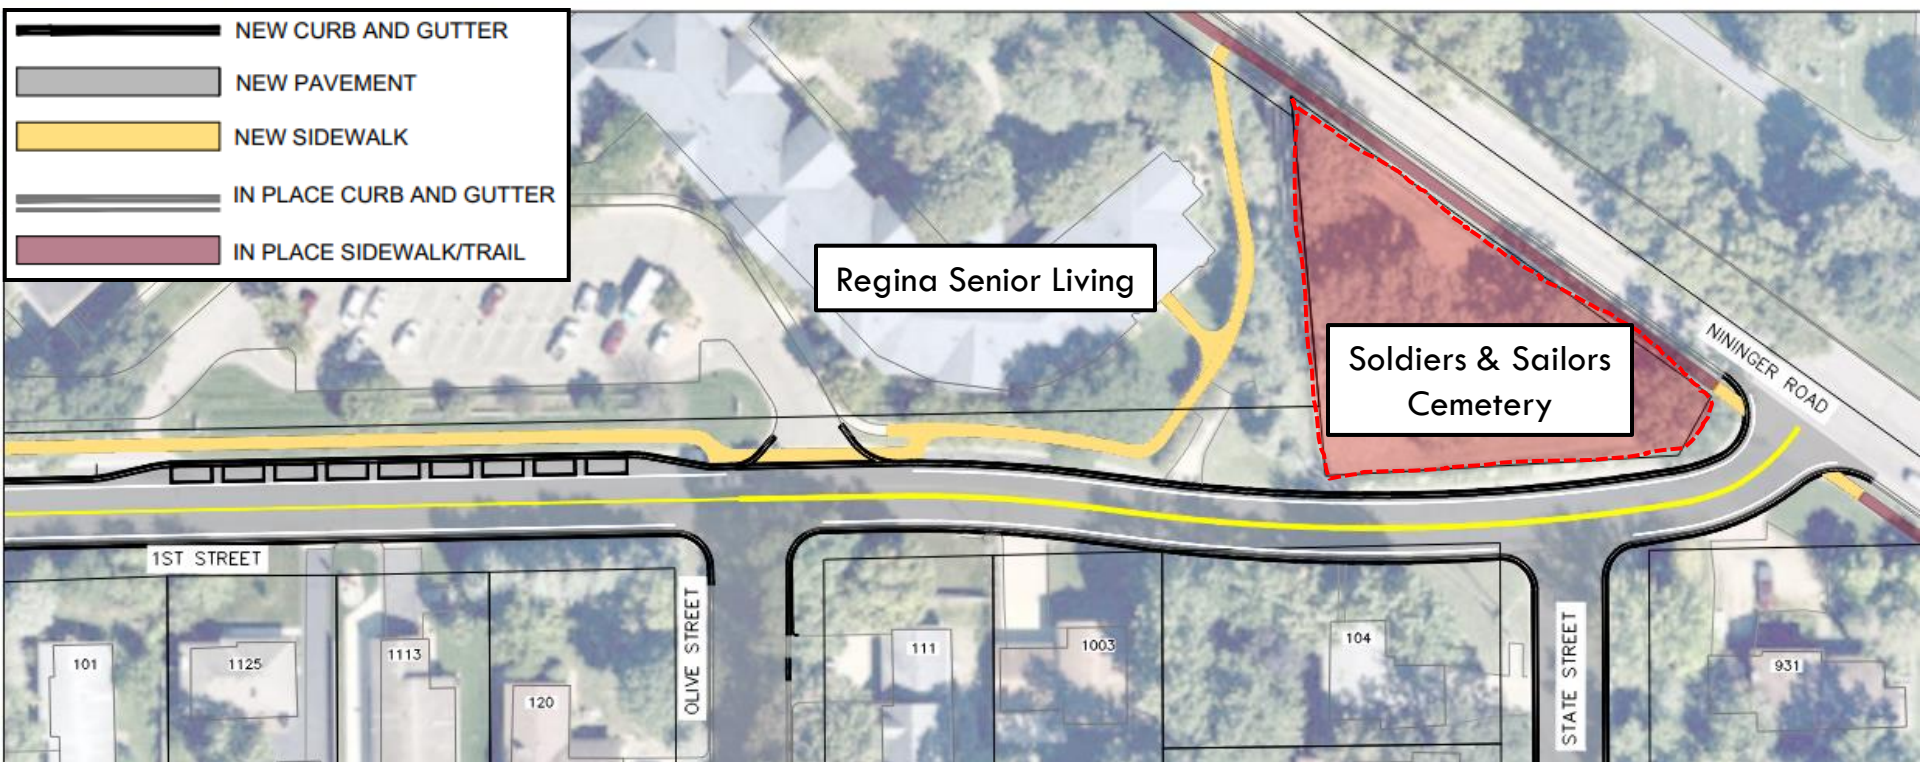 NEW CURB AND GUTTER
NEW PAVEMENT
NEW SIDEWALK
IN PLACE CURB AND GUTTER
IN PLACE SIDEWALK/TRAIL
Regina Senior Living
Soldiers & Sailors
Cemetery
NININGER ROAD
1ST STREET
OLIVE STREET
STATE STREET
101
1125
1113
120
111
1003
104
931